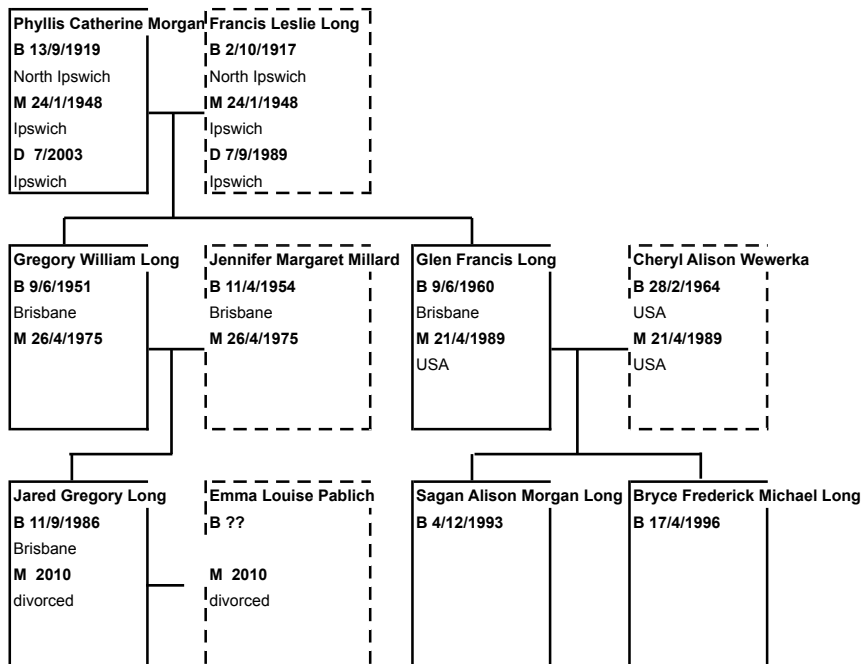 Phyllis Catherine Morgan
B 13/9/1919
North Ipswich
M 24/1/1948
Ipswich
D 7/2003
Ipswich
Francis Leslie Long
B 2/10/1917
North Ipswich
M 24/1/1948
Ipswich
D 7/9/1989
Ipswich
Gregory William Long
B 9/6/1951
Brisbane
M 26/4/1975
Jennifer Margaret Millard
B 11/4/1954
Brisbane
M 26/4/1975
Glen Francis Long
B 9/6/1960
Brisbane
M 21/4/1989
USA
Cheryl Alison Wewerka
B 28/2/1964
USA
M 21/4/1989
USA
Jared Gregory Long
B 11/9/1986
Brisbane
M 2010
divorced
Emma Louise Pablich
B ??
M 2010
divorced
Sagan Alison Morgan Long
B 4/12/1993
Bryce Frederick Michael Long
B 17/4/1996